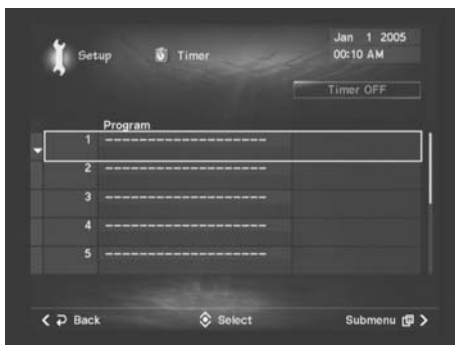 Setup Timer
Jan 1 2005
00:10 AM
Timer OFF
Program
1 -------------------
2 -------------------
3 -------------------
4 -------------------
5 -------------------
Back Select Submenu